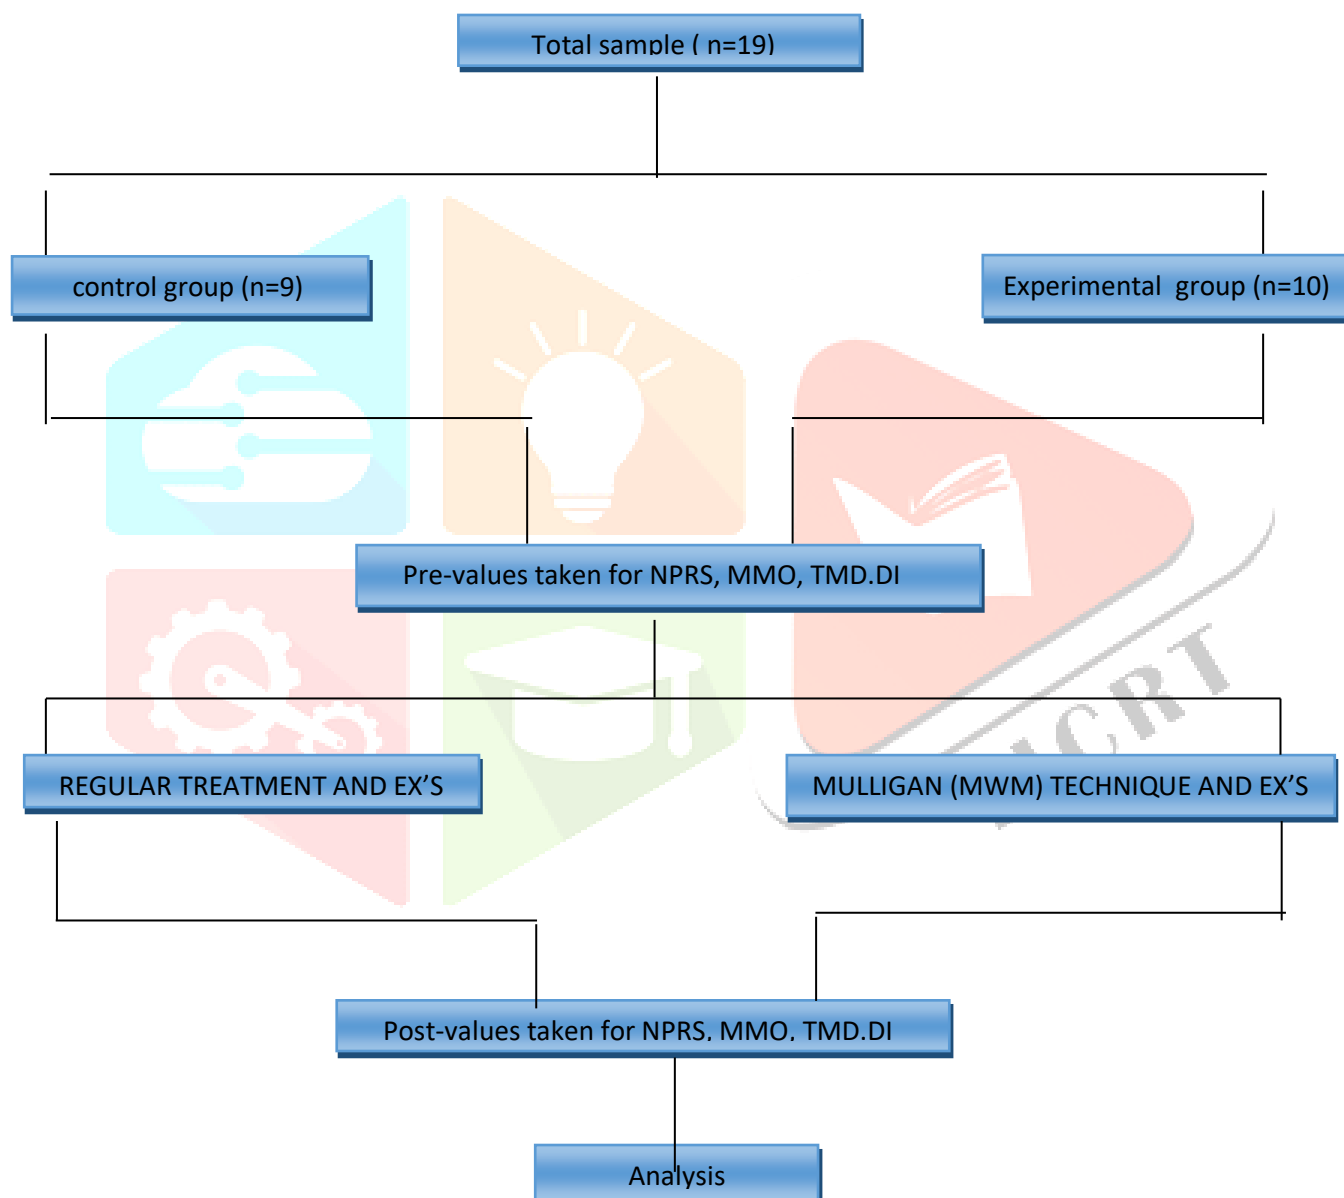 Total sample ( n=19)
control group (n=9)
Experimental group (n=10)
Pre-values taken for NPRS, MMO, TMD.DI
REGULAR TREATMENT AND EX’S
MULLIGAN (MWM) TECHNIQUE AND EX’S
Post-values taken for NPRS, MMO, TMD.DI
Analysis